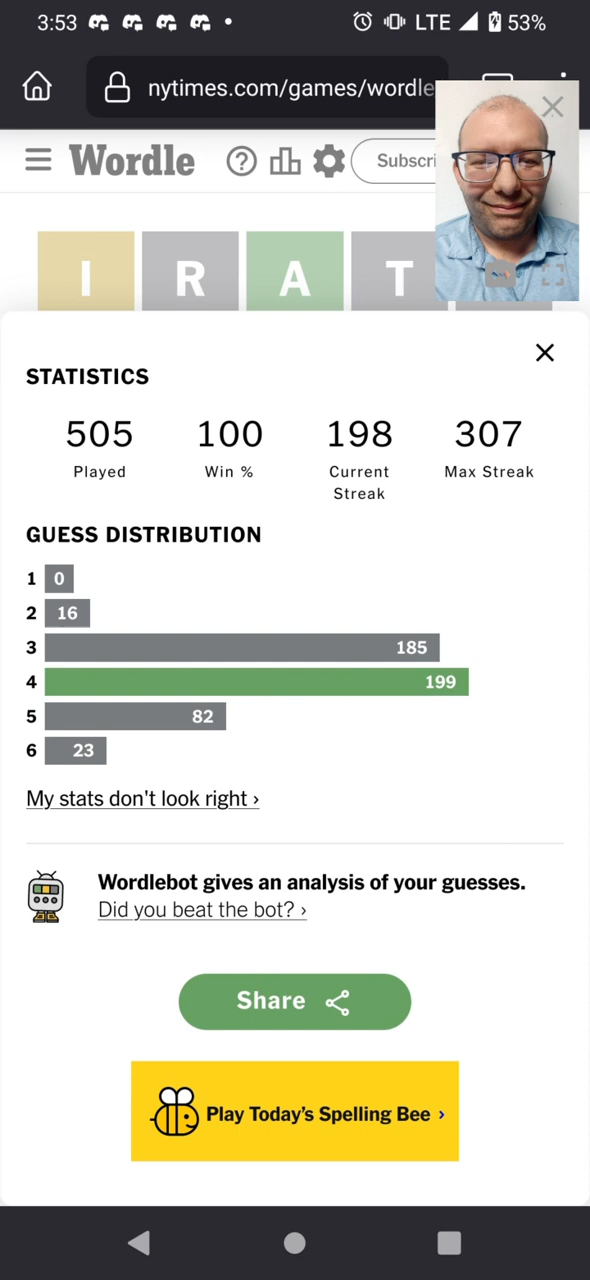 3:53 LTE 53%
nytimes.com/games/wordle
Wordle Subscri
I R A T
STATISTICS
505 100 198 307
Played Win % Current Streak Max Streak
GUESS DISTRIBUTION
1 0
2 16
3 185
4 199
5 82
6 23
My stats don't look right ›
Wordlebot gives an analysis of your guesses.
Did you beat the bot? ›
Share
Play Today's Spelling Bee ›